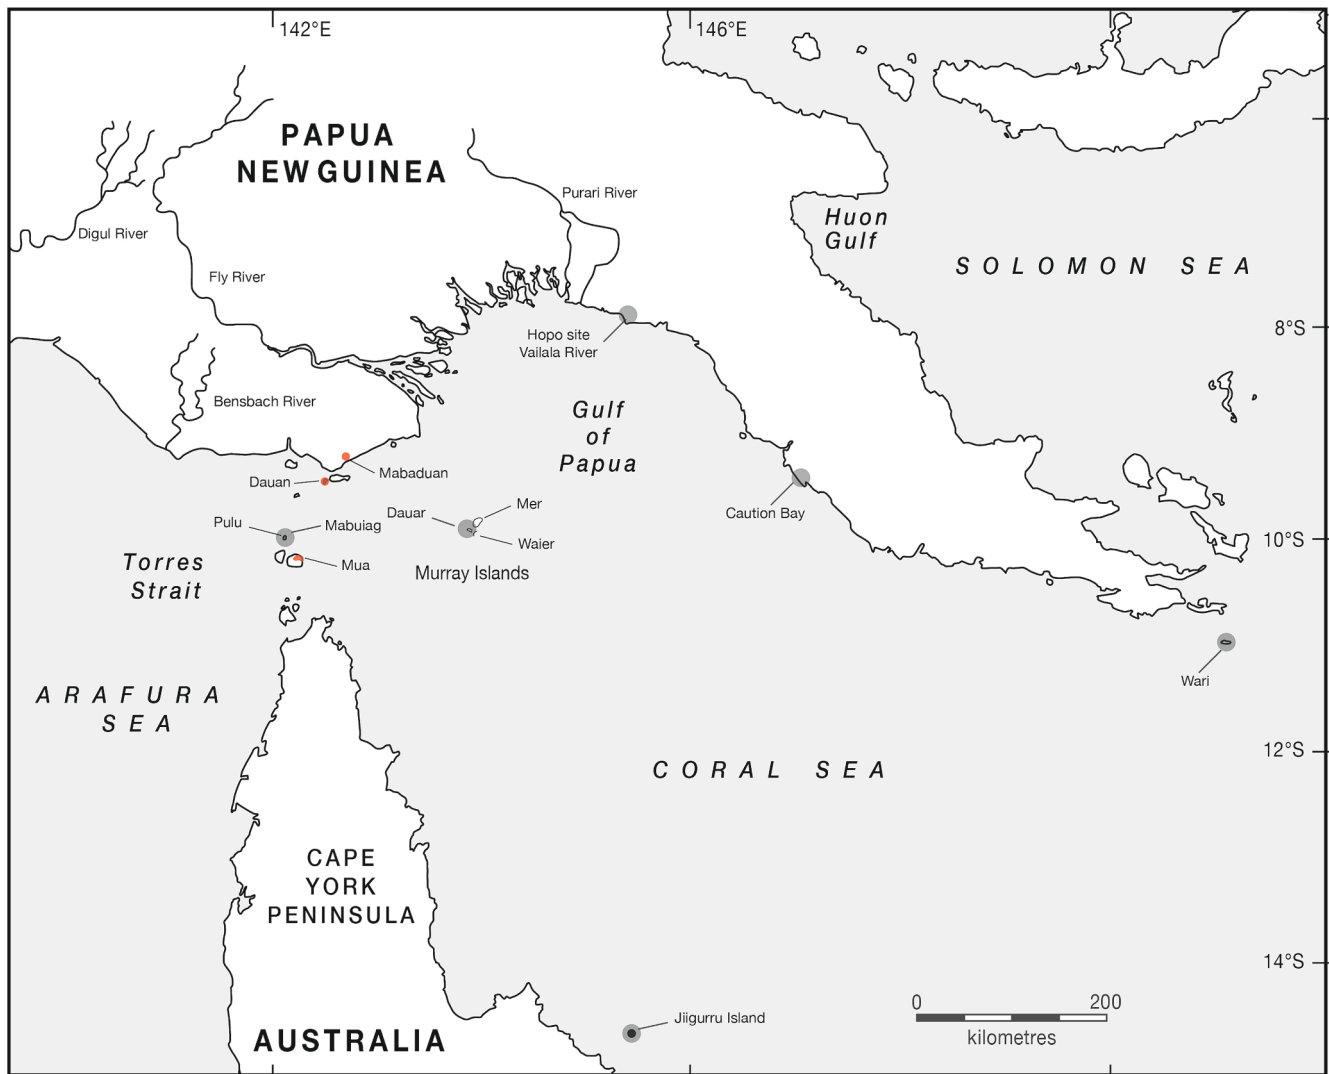 142°E
146°E
PAPUA
NEW GUINEA
Purari River
Digul River
Huon
Gulf
Fly River
SOLOMON SEA
8°S
Hopo site
Vailala River
Bensbach River
Gulf
of
Papua
Mabaduan
Dauan
Mer
Dauar
Caution Bay
Pulu
Mabuiag
Waier
10°S
Torres
Strait
Mua
Murray Islands
Wari
ARAFURA
SEA
12°S
CORAL SEA
CAPE
YORK
PENINSULA
14°S
0 200
kilometres
Jiigurru Island
AUSTRALIA